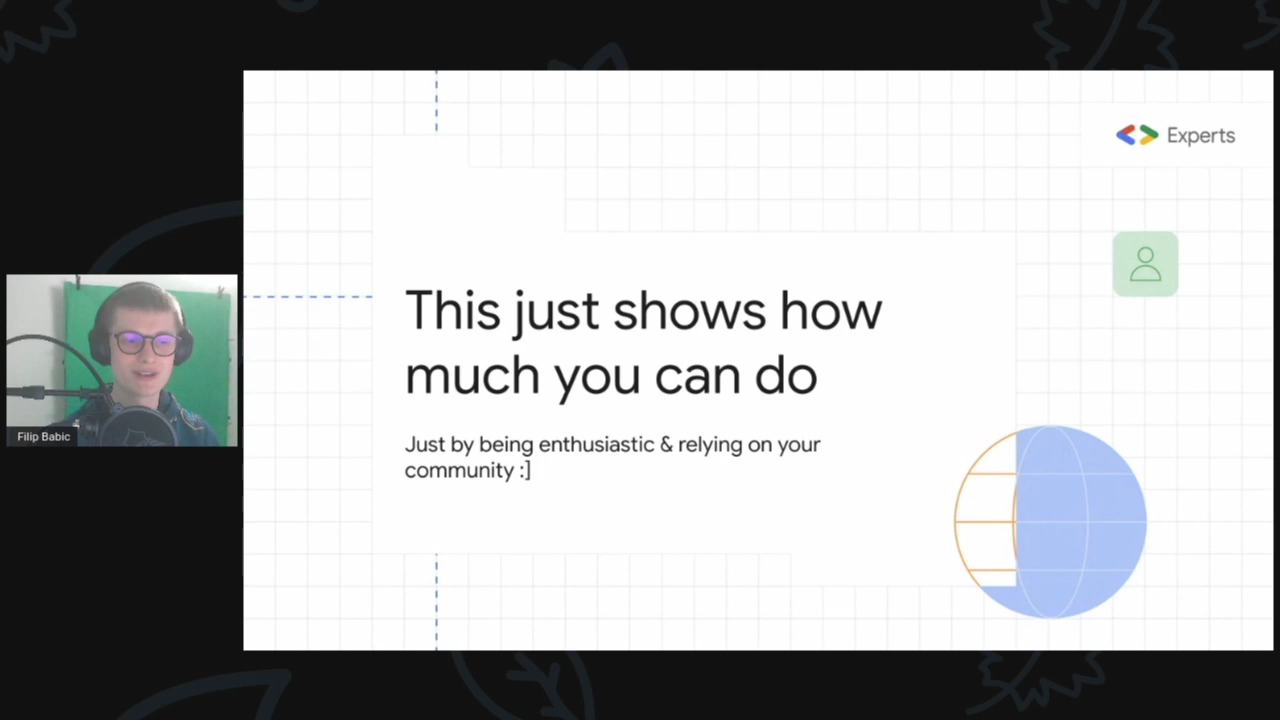 Experts
This just shows how
much you can do
Just by being enthusiastic & relying on your
community :]
Filip Babic